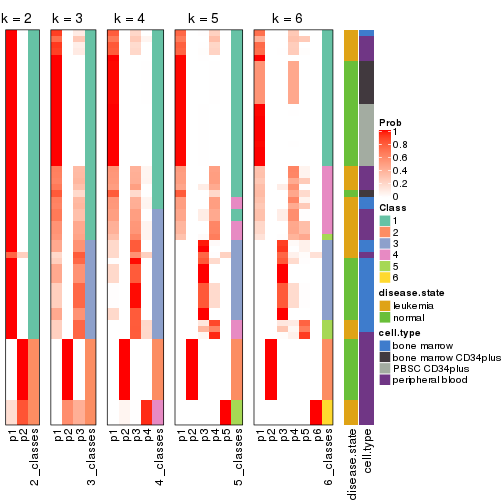 k = 2
k = 3
k = 4
k = 5
k = 6
p1
p2
2_classes
p1
p2
p3
3_classes
p1
p2
p3
p4
4_classes
p1
p2
p3
p4
p5
5_classes
p1
p2
p3
p4
p5
p6
6_classes
disease.state
cell.type
Prob
1
0.8
0.6
0.4
0.2
0
Class
1
2
3
4
5
6
disease.state
leukemia
normal
cell.type
bone marrow
bone marrow CD34plus
PBSC CD34plus
peripheral blood